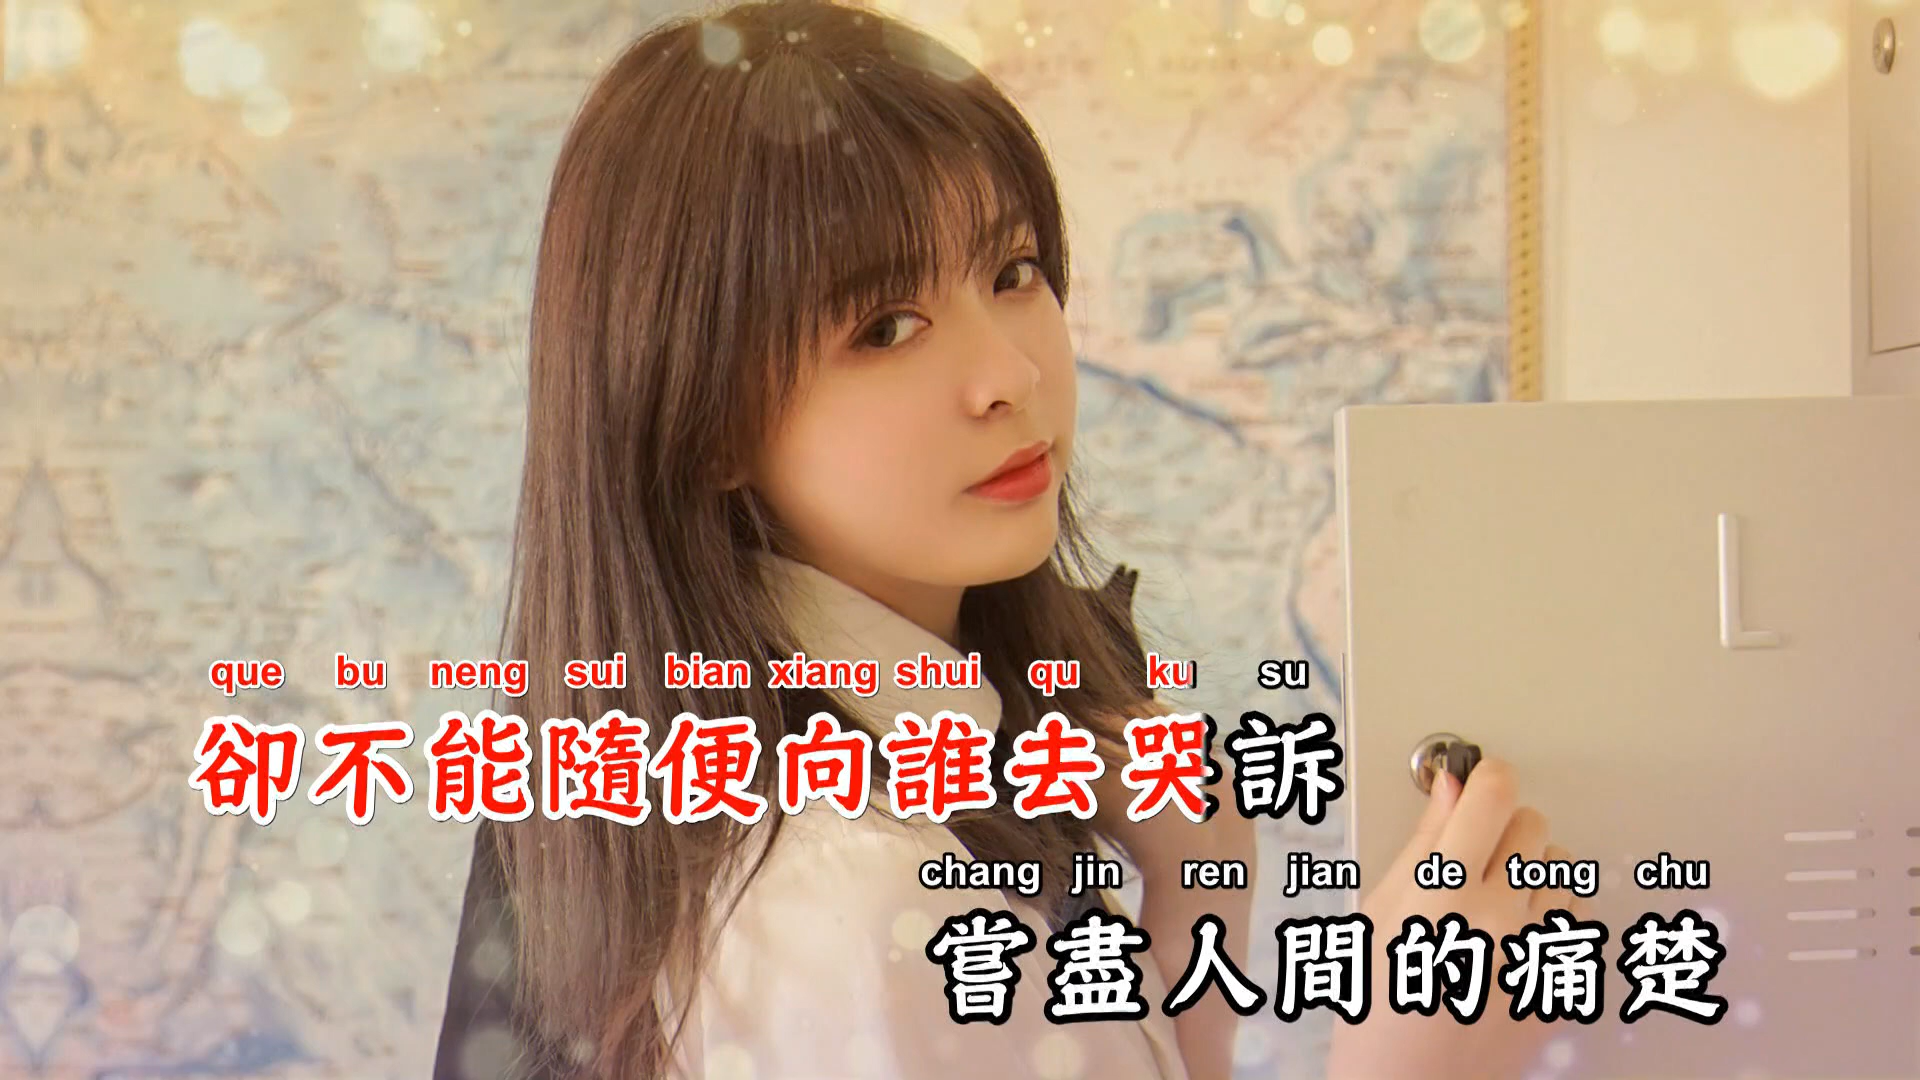 que bu neng sui bian xiang shui qu ku su
卻不能隨便向誰去哭訴
chang jin ren jian de tong chu
嘗盡人間的痛楚